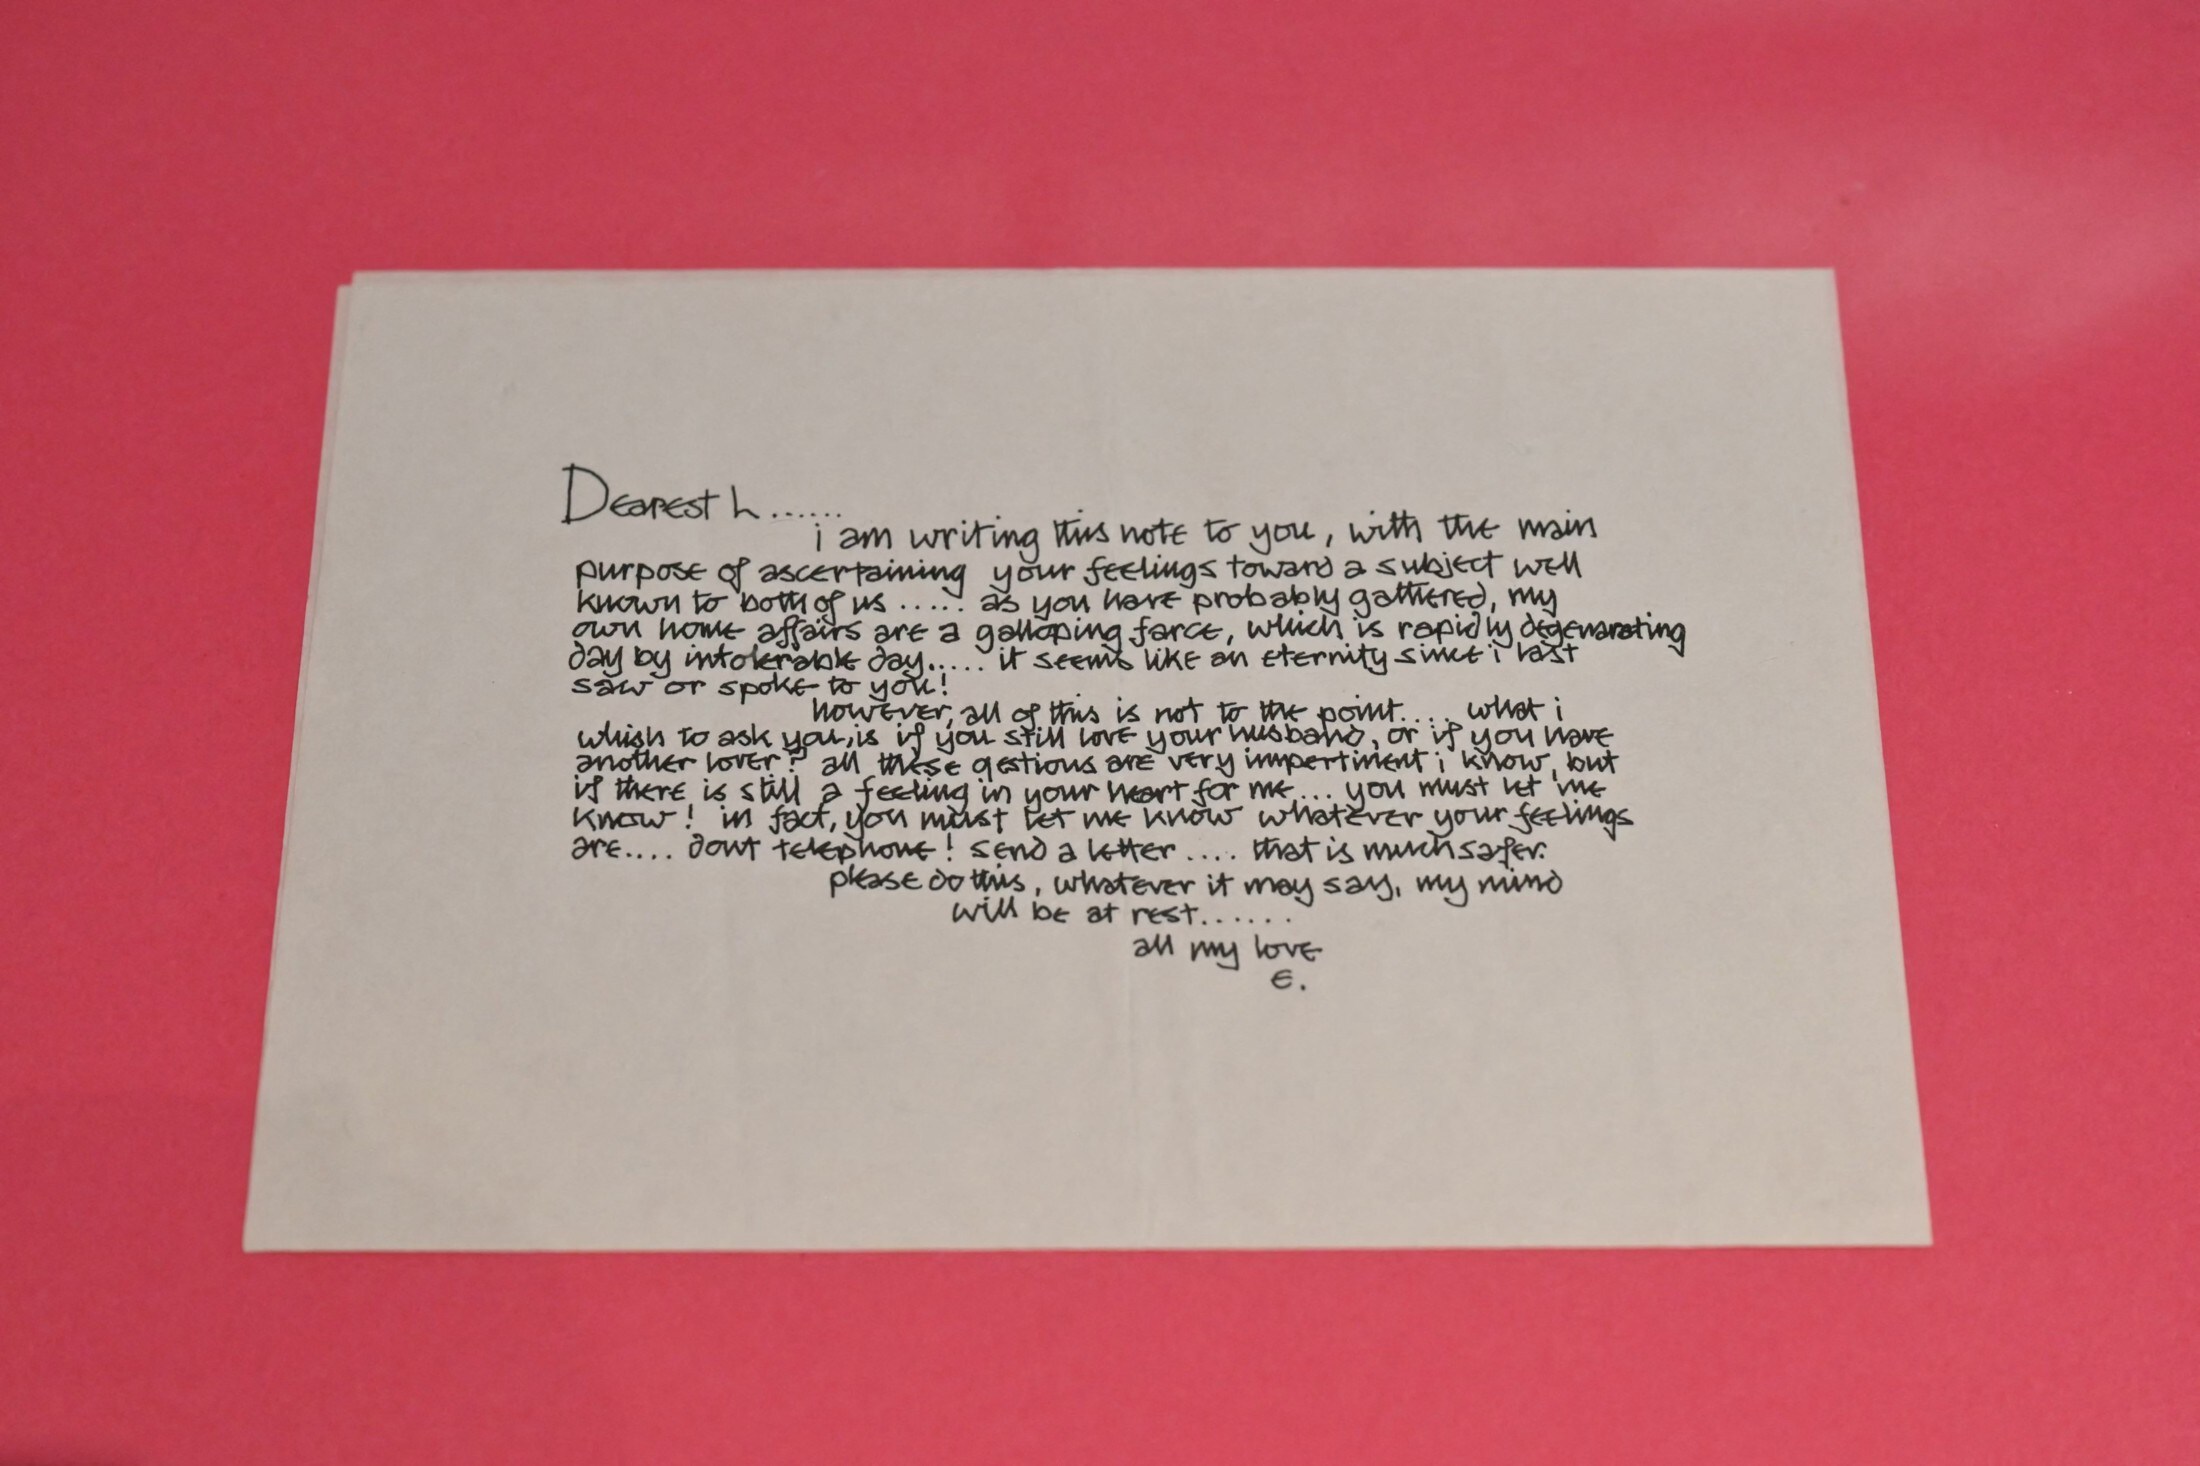 Dearest L......
i am writing this note to you, with the main
purpose of ascertaining your feelings toward a subject well
known to both of us ..... as you have probably gathered, my
own home affairs are a galloping farce, which is rapidly degenarating
day by intolerable day..... it seems like an eternity since i last
saw or spoke to you!
however, all of this is not to the point.... what i
whish to ask you, is if you still love your husband, or if you have
another lover? all these qestions are very impertinent i know, but
if there is still a feeling in your heart for me... you must let me
know! in fact, you must let me know whatever your feelings
are.... dont telephone! send a letter .... that is much safer.
please do this, whatever it may say, my mind
will be at rest......
all my love
e.